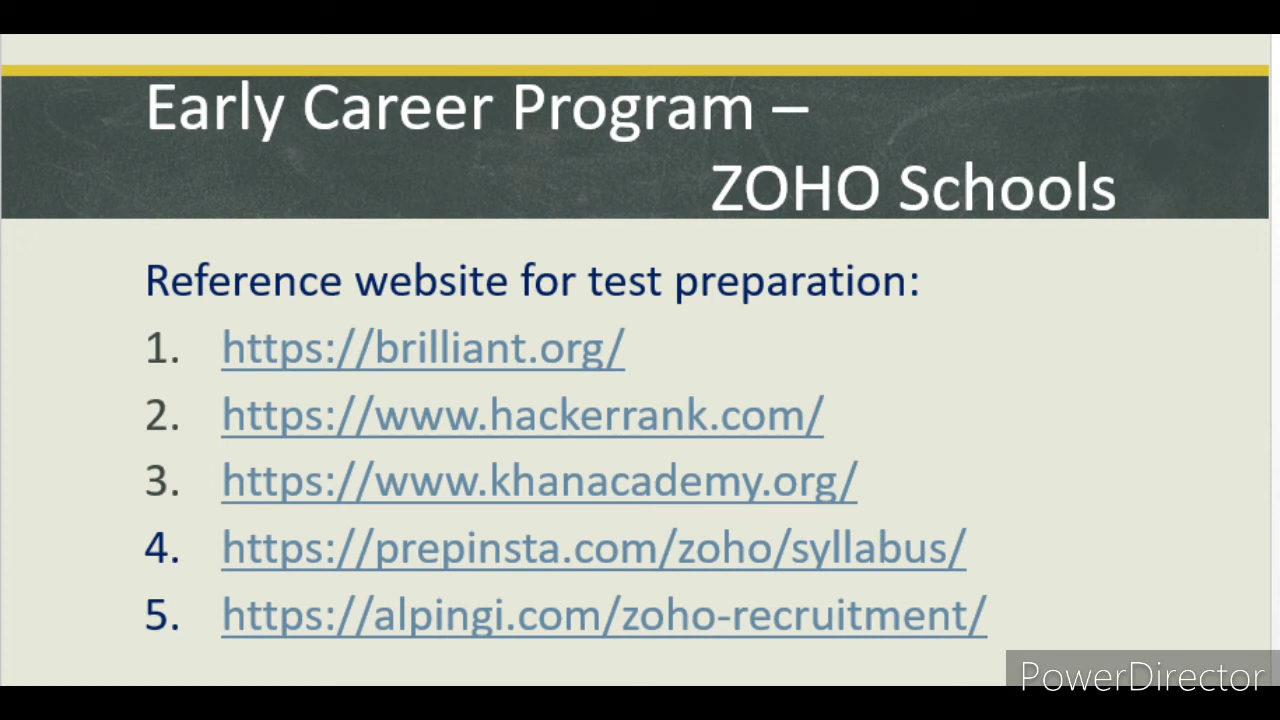 Early Career Program –
ZOHO Schools
Reference website for test preparation:
1. https://brilliant.org/
2. https://www.hackerrank.com/
3. https://www.khanacademy.org/
4. https://prepinsta.com/zoho/syllabus/
5. https://alpingi.com/zoho-recruitment/
PowerDirector